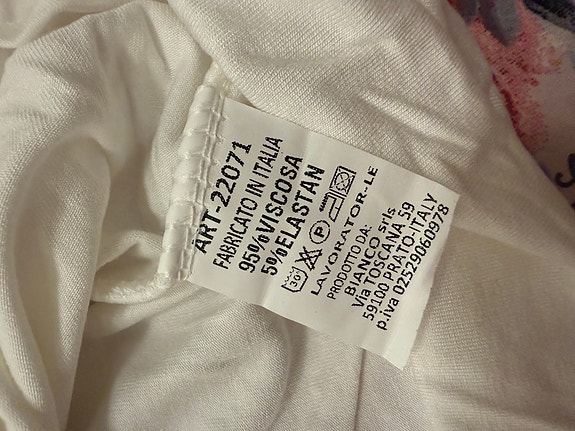 ART-22071
FABRICATO IN ITALIA
95%VISCOSA
5%ELASTAN
30° P
LAVORATOR-LE
PRODOTTO DA:
BIANCO srls
Via TOSCANA 59
59100 PRATO-ITALY
p.iva 02529060978